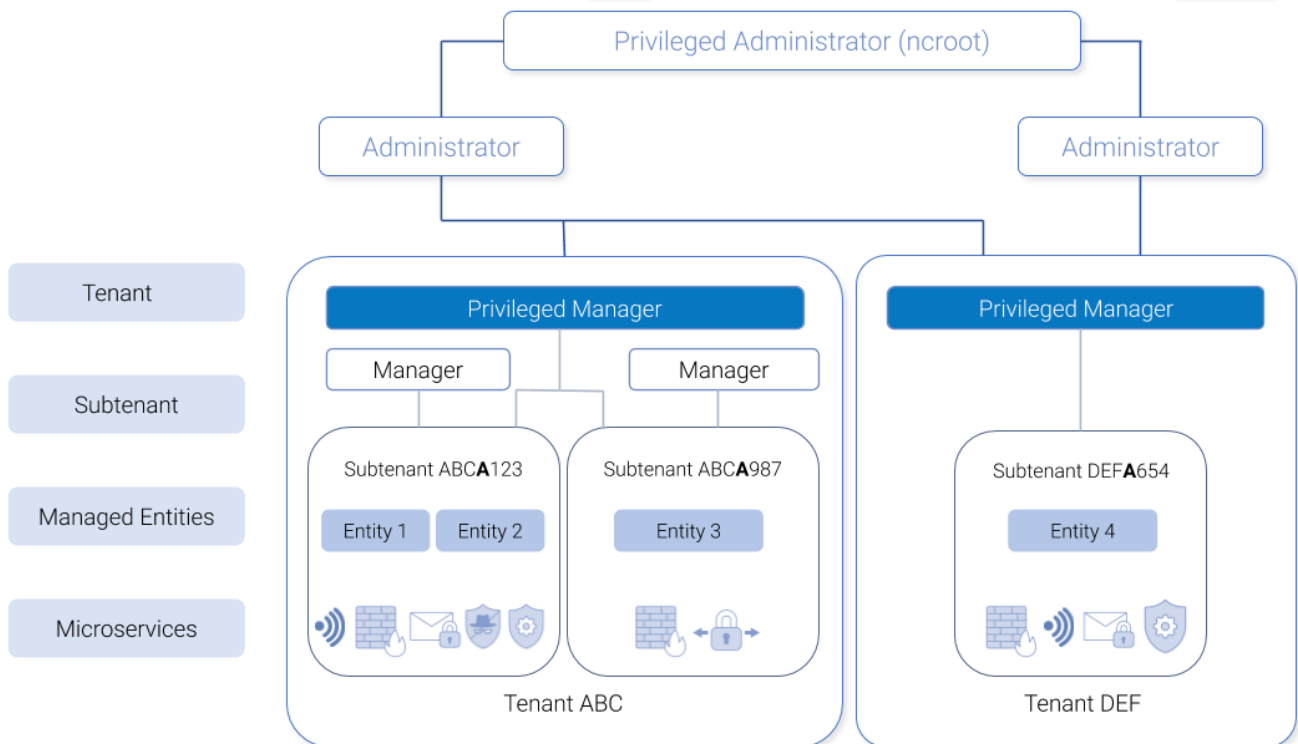 Privileged Administrator (ncroot)
Administrator
Administrator
Tenant
Privileged Manager
Privileged Manager
Manager
Manager
Subtenant
Subtenant ABCA123
Subtenant ABCA987
Subtenant DEFA654
Managed Entities
Entity 1
Entity 2
Entity 3
Entity 4
Microservices
Tenant ABC
Tenant DEF